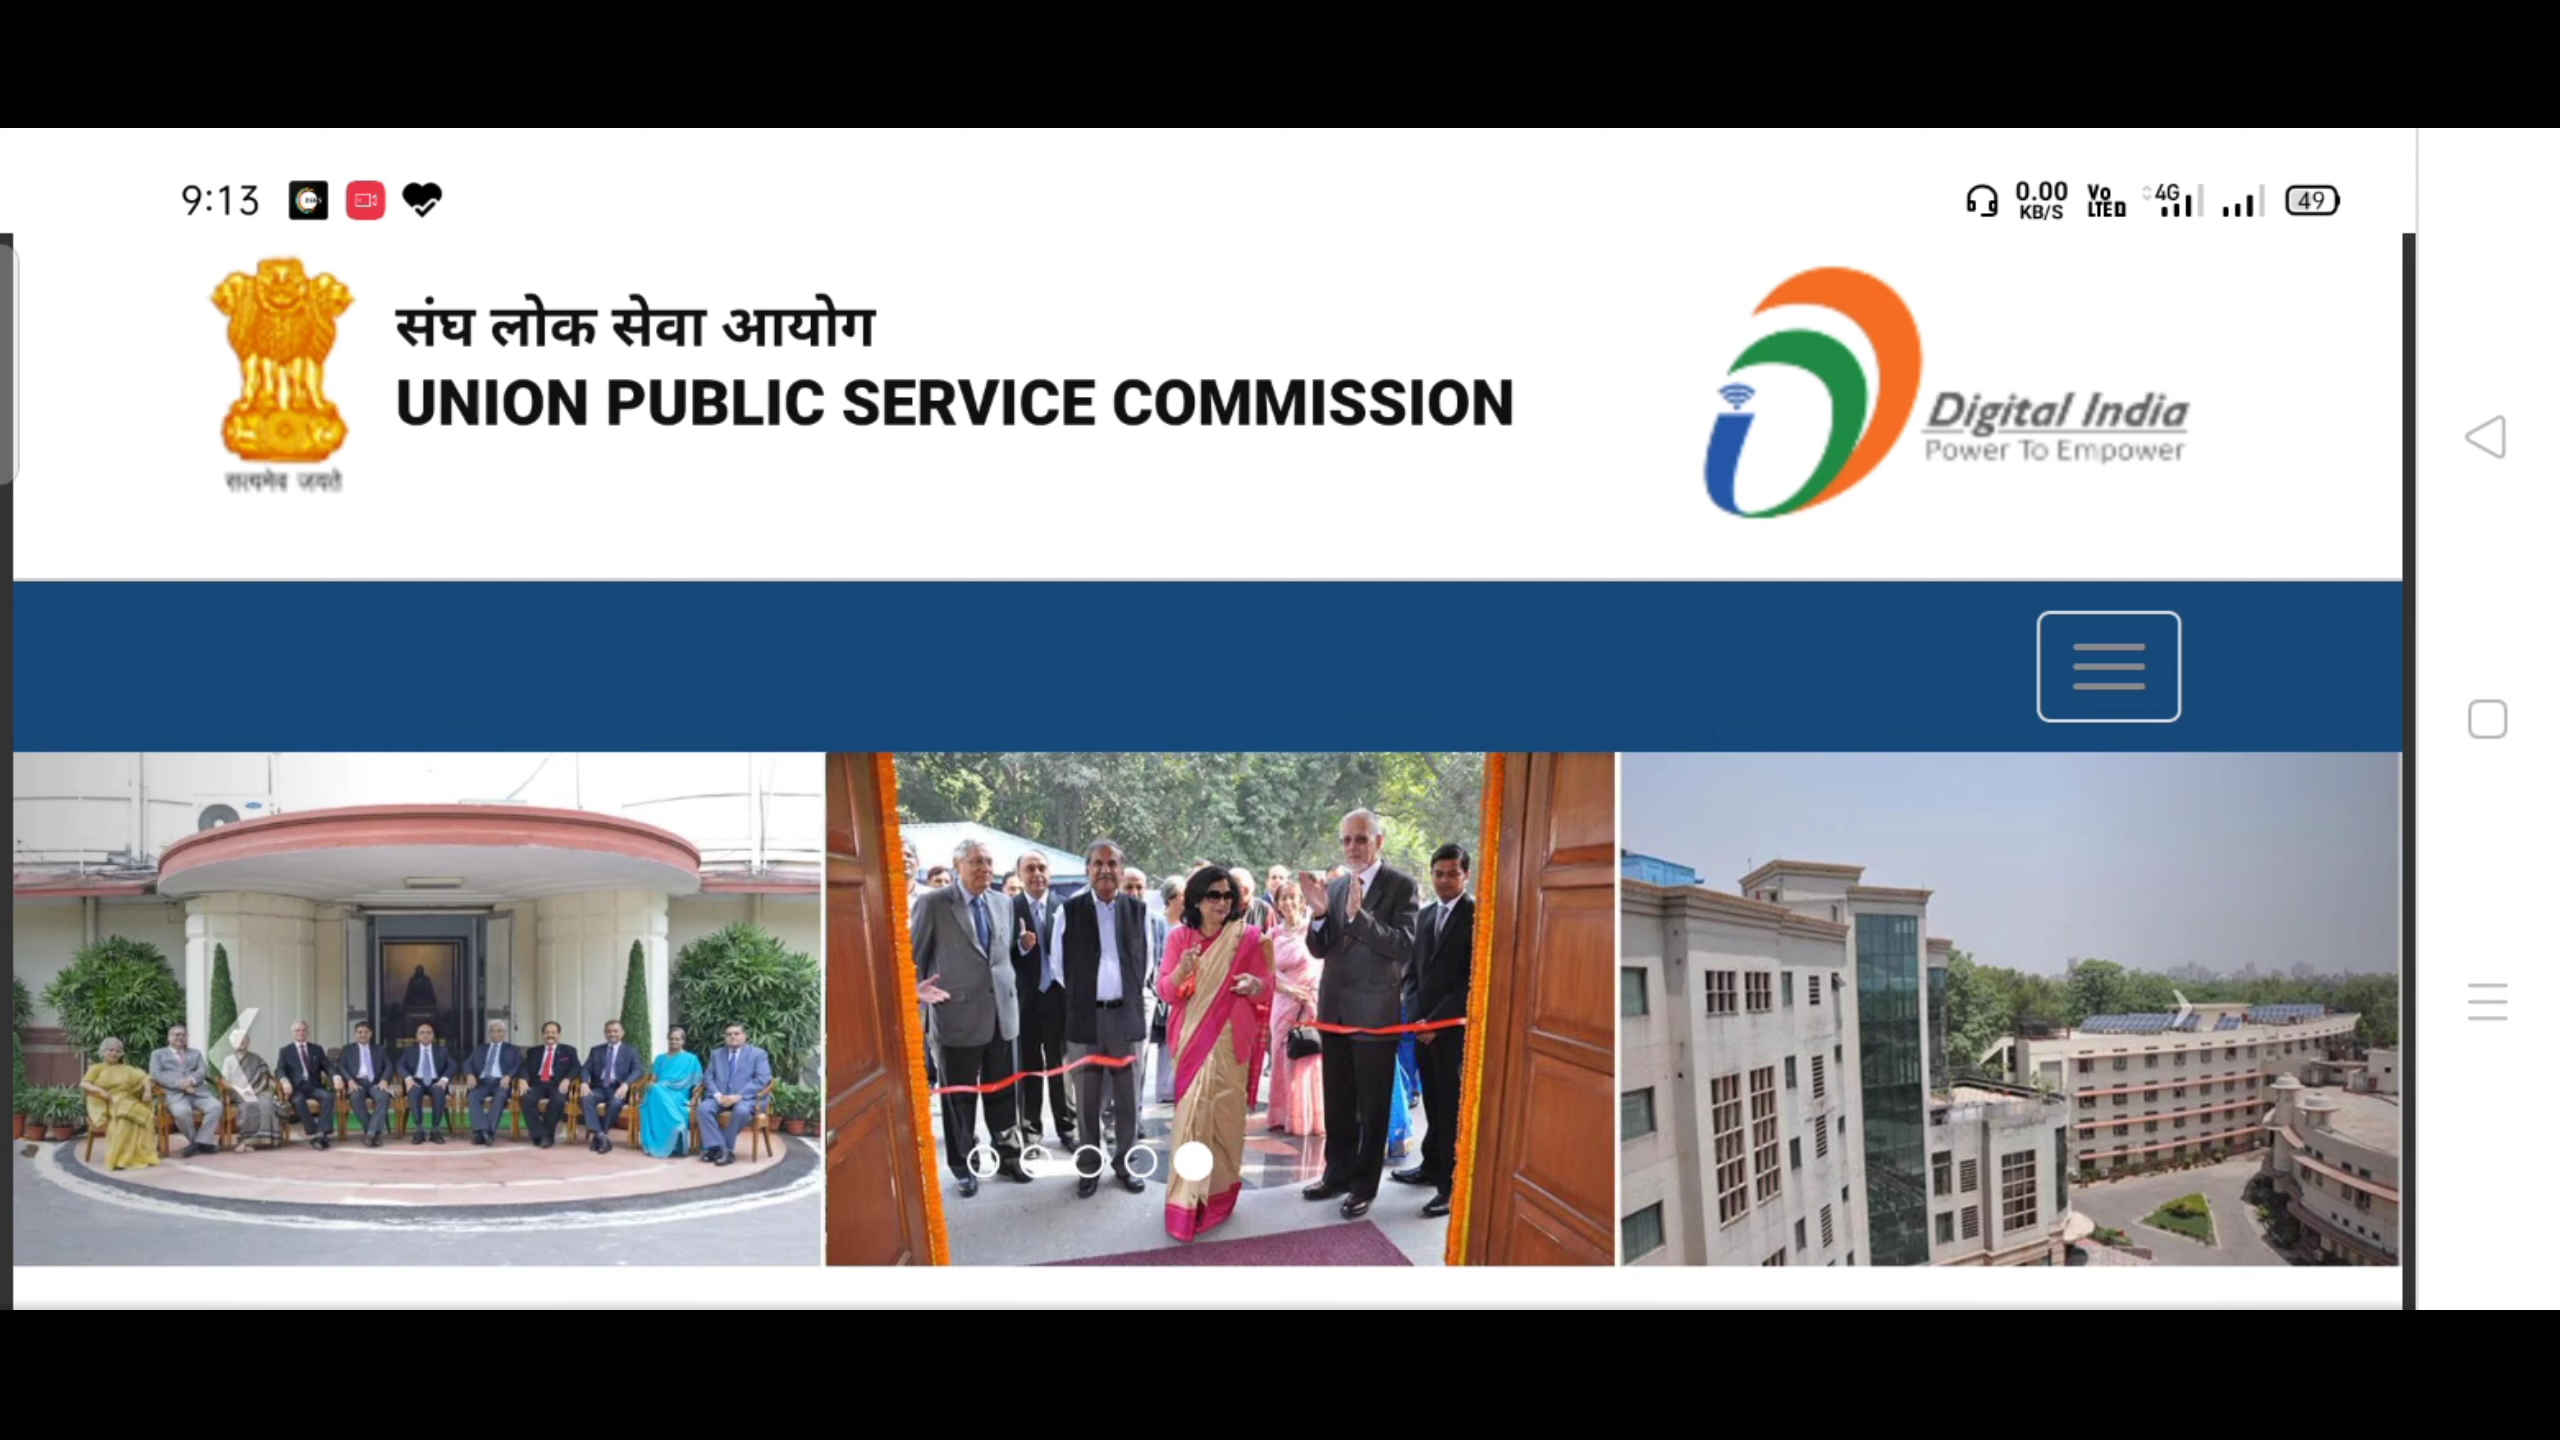 9:13
0.00
KB/S
Vo
LTE
4G
49
संघ लोक सेवा आयोग
UNION PUBLIC SERVICE COMMISSION
सत्यमेव जयते
Digital India
Power To Empower